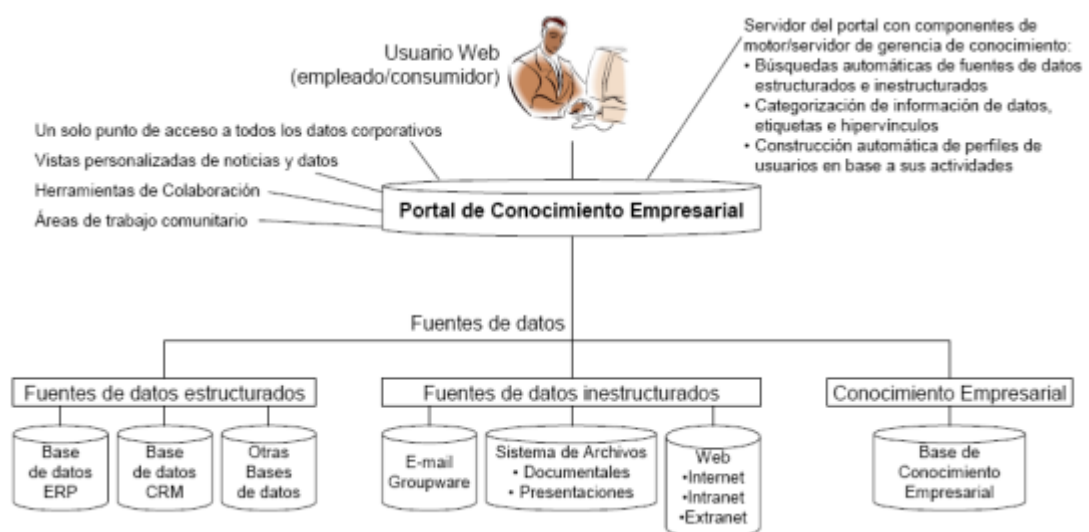 Usuario Web
(empleado/consumidor)
Servidor del portal con componentes de
motor/servidor de gerencia de conocimiento:
• Búsquedas automáticas de fuentes de datos
estructurados e inestructurados
• Categorización de información de datos,
etiquetas e hipervínculos
• Construcción automática de perfiles de
usuarios en base a sus actividades
Un solo punto de acceso a todos los datos corporativos
Vistas personalizadas de noticias y datos
Herramientas de Colaboración
Áreas de trabajo comunitario
Portal de Conocimiento Empresarial
Fuentes de datos
Fuentes de datos estructurados
Base
de datos
ERP
Base
de datos
CRM
Otras
Bases
de datos
Fuentes de datos inestructurados
E-mail
Groupware
Sistema de Archivos
• Documentales
• Presentaciones
Web
•Internet
•Intranet
•Extranet
Conocimiento Empresarial
Base de
Conocimiento
Empresarial